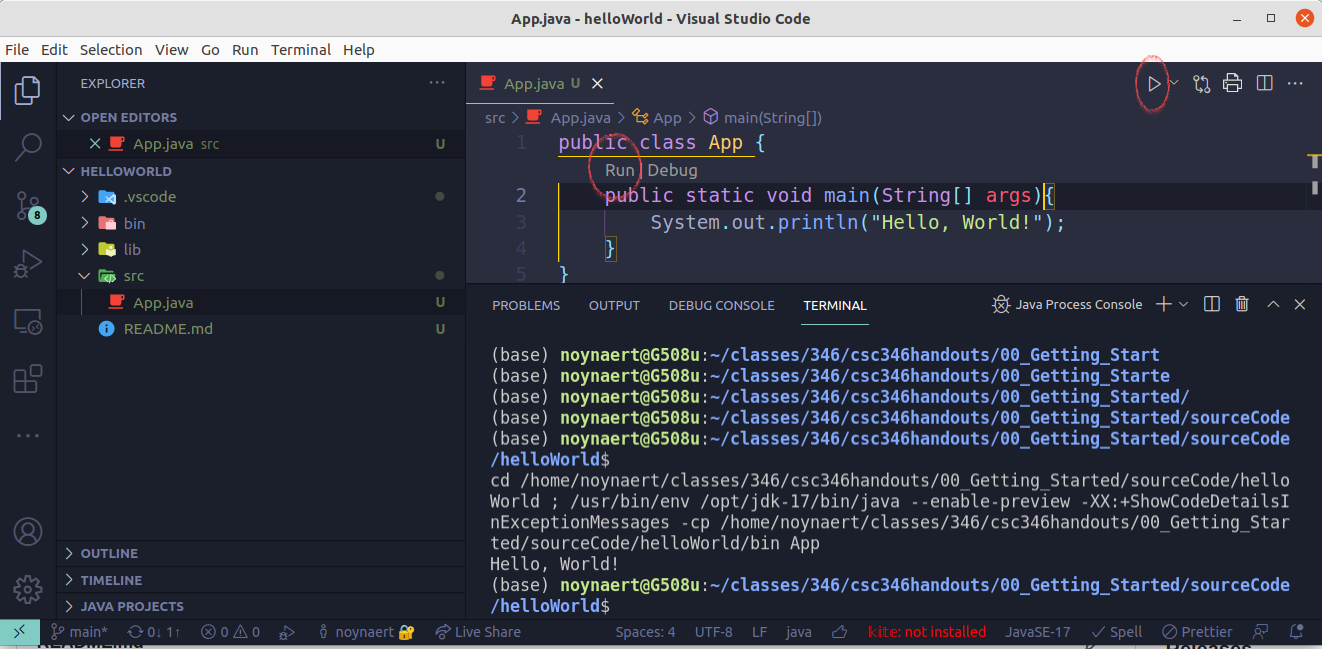 App.java - helloWorld - Visual Studio Code
File Edit Selection View Go Run Terminal Help
EXPLORER
OPEN EDITORS
App.java src U
HELLOWORLD
.vscode
bin
lib
src
App.java U
README.md U
OUTLINE
TIMELINE
JAVA PROJECTS
8
App.java U
src > App.java > App > main(String[])
1 public class App {
Run | Debug
2 public static void main(String[] args){
3 System.out.println("Hello, World!");
4 }
5 }
PROBLEMS OUTPUT DEBUG CONSOLE TERMINAL Java Process Console
(base) noynaert@G508u:~/classes/346/csc346handouts/00_Getting_Start
(base) noynaert@G508u:~/classes/346/csc346handouts/00_Getting_Starte
(base) noynaert@G508u:~/classes/346/csc346handouts/00_Getting_Started/
(base) noynaert@G508u:~/classes/346/csc346handouts/00_Getting_Started/sourceCode
(base) noynaert@G508u:~/classes/346/csc346handouts/00_Getting_Started/sourceCode
/helloWorld$
cd /home/noynaert/classes/346/csc346handouts/00_Getting_Started/sourceCode/hello
World ; /usr/bin/env /opt/jdk-17/bin/java --enable-preview -XX:+ShowCodeDetailsI
nExceptionMessages -cp /home/noynaert/classes/346/csc346handouts/00_Getting_Star
ted/sourceCode/helloWorld/bin App
Hello, World!
(base) noynaert@G508u:~/classes/346/csc346handouts/00_Getting_Started/sourceCode
/helloWorld$
main* 0↓ 1↑ 0 0 noynaert Live Share Spaces: 4 UTF-8 LF java kite: not installed JavaSE-17 Spell Prettier